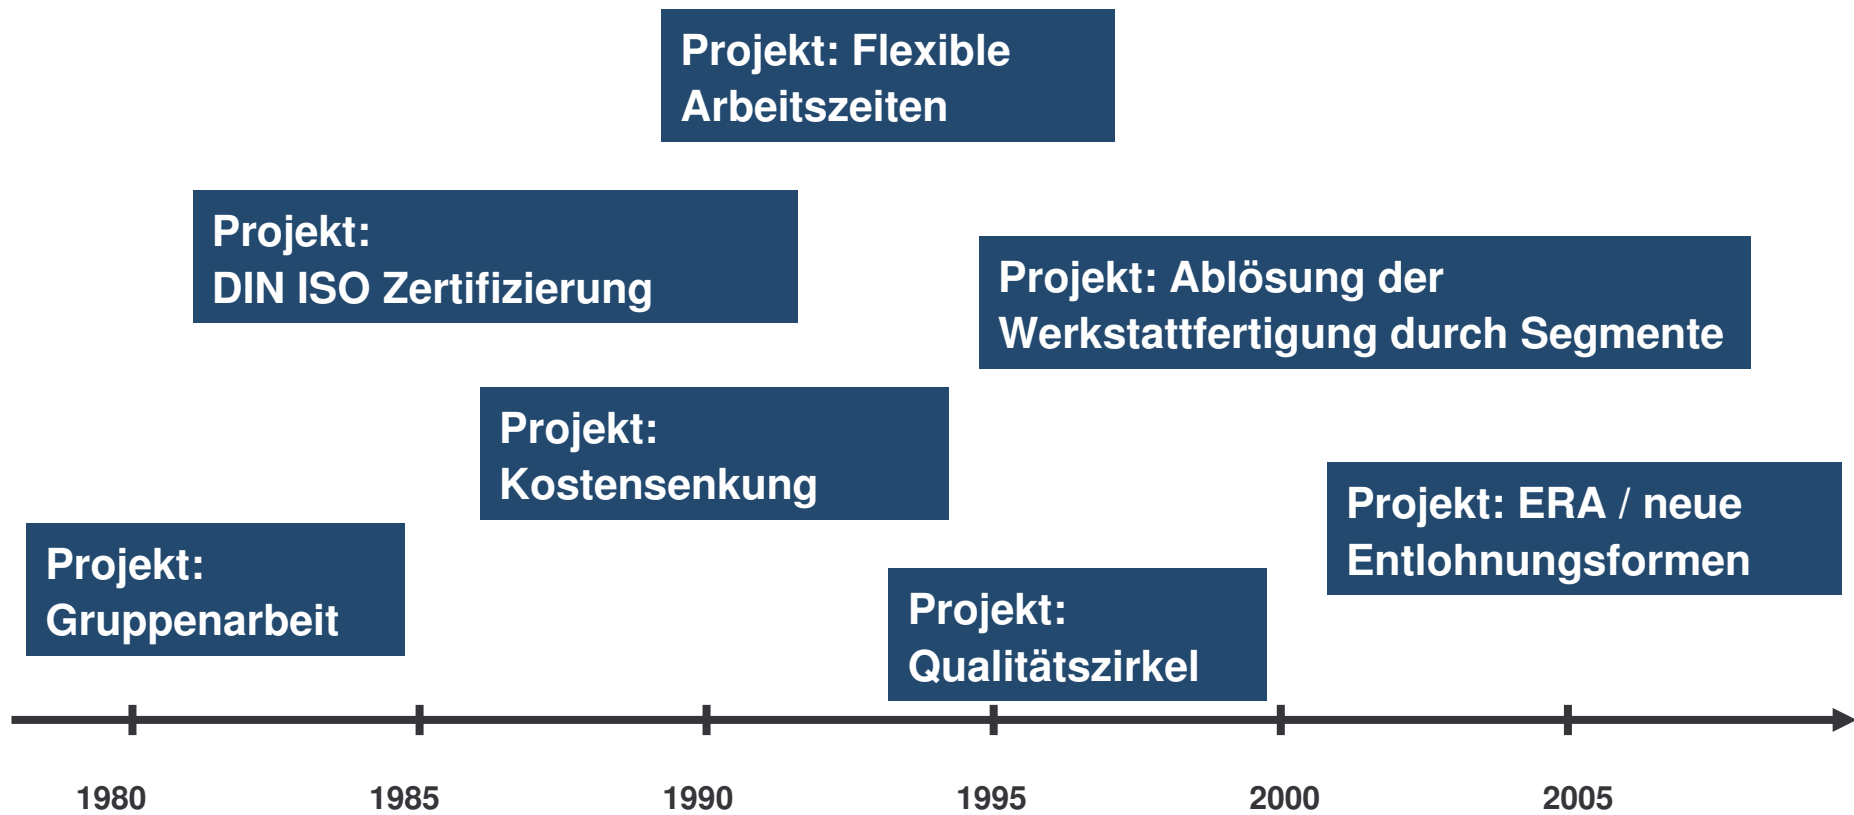 Projekt: Flexible
Arbeitszeiten
Projekt:
DIN ISO Zertifizierung
Projekt: Ablösung der
Werkstattfertigung durch Segmente
Projekt:
Kostensenkung
Projekt: ERA / neue
Entlohnungsformen
Projekt:
Gruppenarbeit
Projekt:
Qualitätszirkel
1980 1985 1990 1995 2000 2005